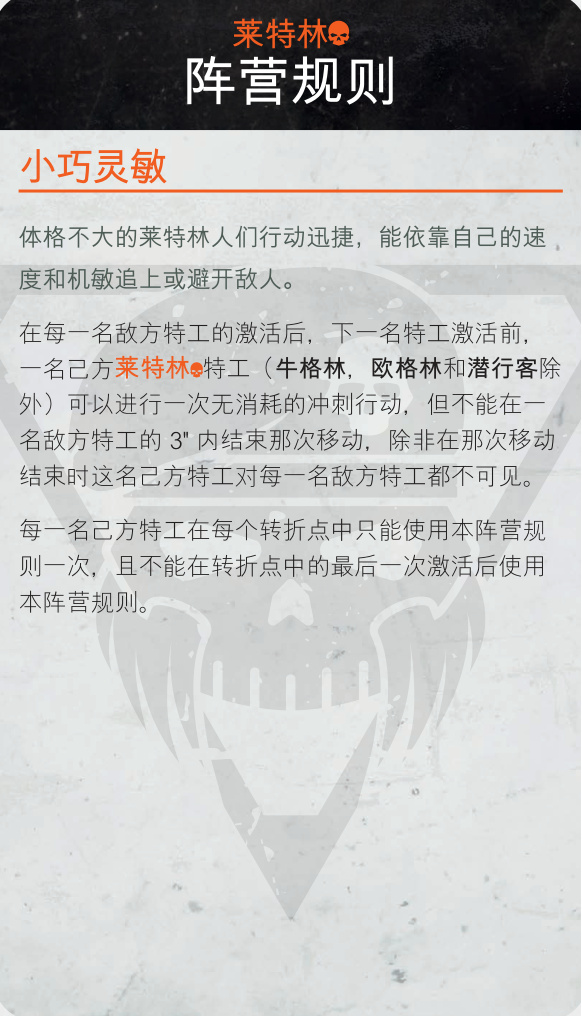 莱特林
阵营规则
小巧灵敏
体格不大的莱特林人们行动迅捷，能依靠自己的速
度和机敏追上或避开敌人。
在每一名敌方特工的激活后，下一名特工激活前，
一名己方莱特林特工（牛格林，欧格林和潜行客除
外）可以进行一次无消耗的冲刺行动，但不能在一
名敌方特工的 3" 内结束那次移动，除非在那次移动
结束时这名己方特工对每一名敌方特工都不可见。
每一名己方特工在每个转折点中只能使用本阵营规
则一次，且不能在转折点中的最后一次激活后使用
本阵营规则。